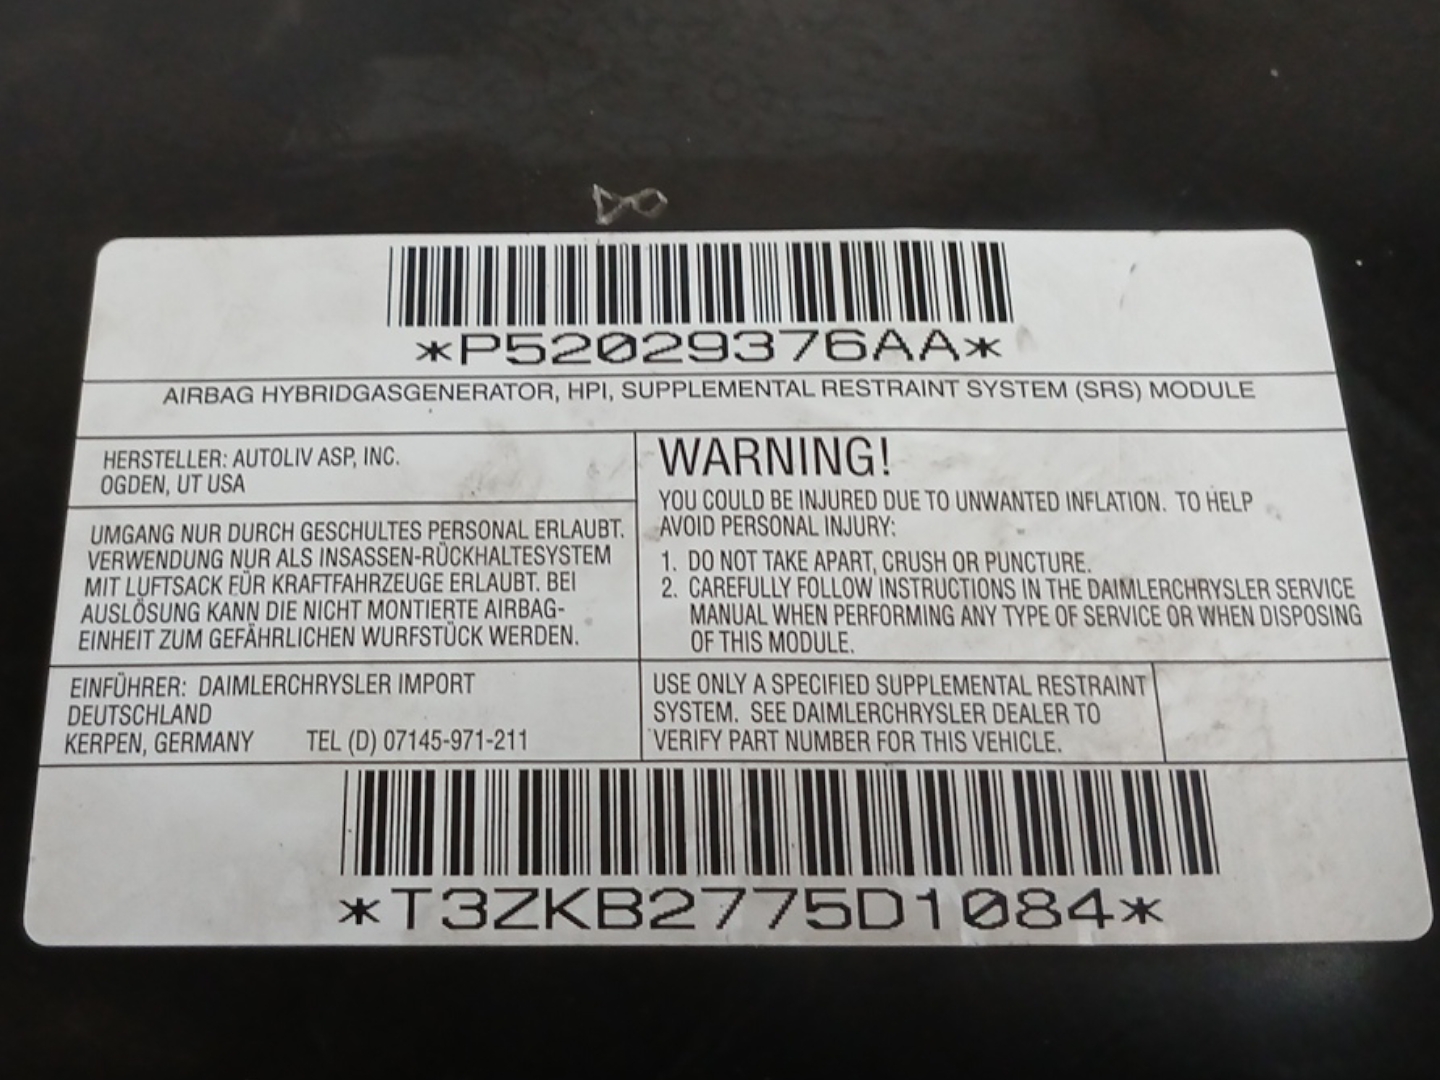 *P52029376AA*
AIRBAG HYBRIDGASGENERATOR, HPI, SUPPLEMENTAL RESTRAINT SYSTEM (SRS) MODULE
HERSTELLER: AUTOLIV ASP, INC.
OGDEN, UT USA
UMGANG NUR DURCH GESCHULTES PERSONAL ERLAUBT.
VERWENDUNG NUR ALS INSASSEN-RÜCKHALTESYSTEM
MIT LUFTSACK FÜR KRAFTFAHRZEUGE ERLAUBT. BEI
AUSLÖSUNG KANN DIE NICHT MONTIERTE AIRBAG-
EINHEIT ZUM GEFÄHRLICHEN WURFSTÜCK WERDEN.
EINFÜHRER: DAIMLERCHRYSLER IMPORT
DEUTSCHLAND
KERPEN, GERMANY TEL (D) 07145-971-211
WARNING!
YOU COULD BE INJURED DUE TO UNWANTED INFLATION. TO HELP
AVOID PERSONAL INJURY:
1. DO NOT TAKE APART, CRUSH OR PUNCTURE.
2. CAREFULLY FOLLOW INSTRUCTIONS IN THE DAIMLERCHRYSLER SERVICE
MANUAL WHEN PERFORMING ANY TYPE OF SERVICE OR WHEN DISPOSING
OF THIS MODULE.
USE ONLY A SPECIFIED SUPPLEMENTAL RESTRAINT
SYSTEM. SEE DAIMLERCHRYSLER DEALER TO
VERIFY PART NUMBER FOR THIS VEHICLE.
*T3ZKB2775D1084*